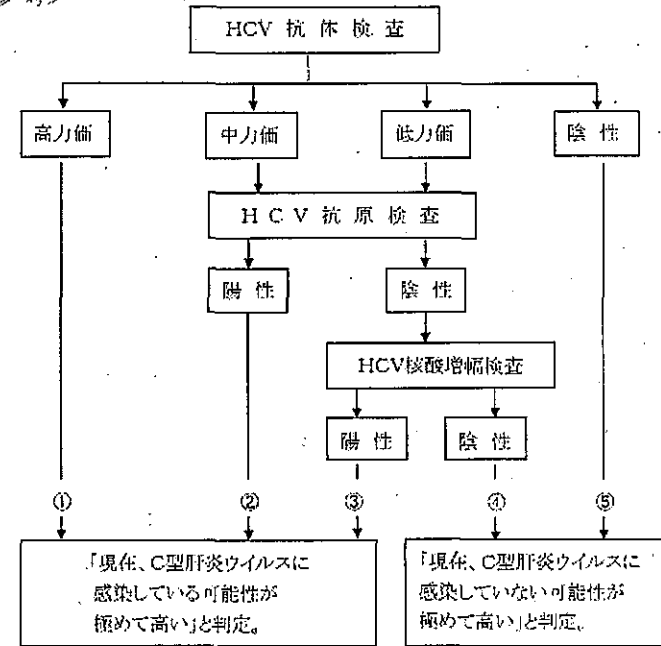 HCV 抗体検査
高力価
中力価
低力価
陰性
HCV抗原検査
陽性
陰性
HCV核酸増幅検査
陽性
陰性
①
②
③
④
⑤
「現在、C型肝炎ウイルスに
感染している可能性が
極めて高い」と判定。
「現在、C型肝炎ウイルスに
感染していない可能性が
極めて高い」と判定。